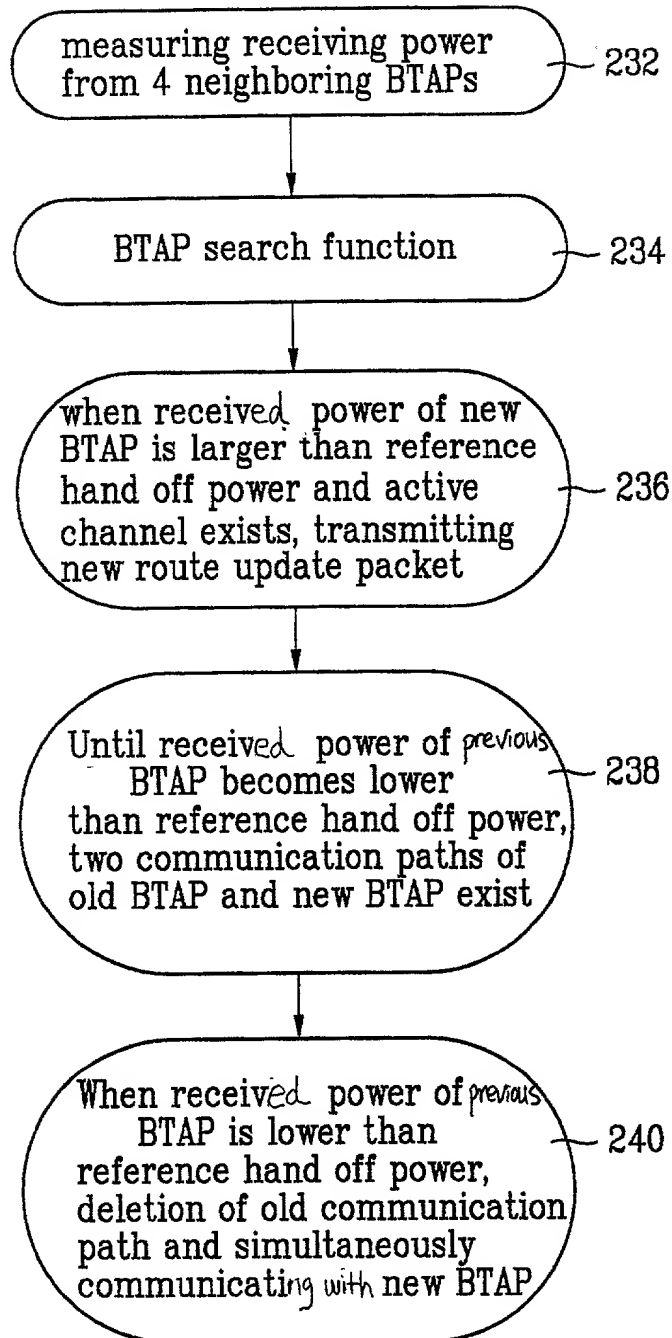 measuring receiving power
from 4 neighboring BTAPs
232
BTAP search function
234
when received power of new
BTAP is larger than reference
hand off power and active
channel exists, transmitting
new route update packet
236
Until received power of previous
BTAP becomes lower
than reference hand off power,
two communication paths of
old BTAP and new BTAP exist
238
When received power of previous
BTAP is lower than
reference hand off power,
deletion of old communication
path and simultaneously
communicating with new BTAP
240